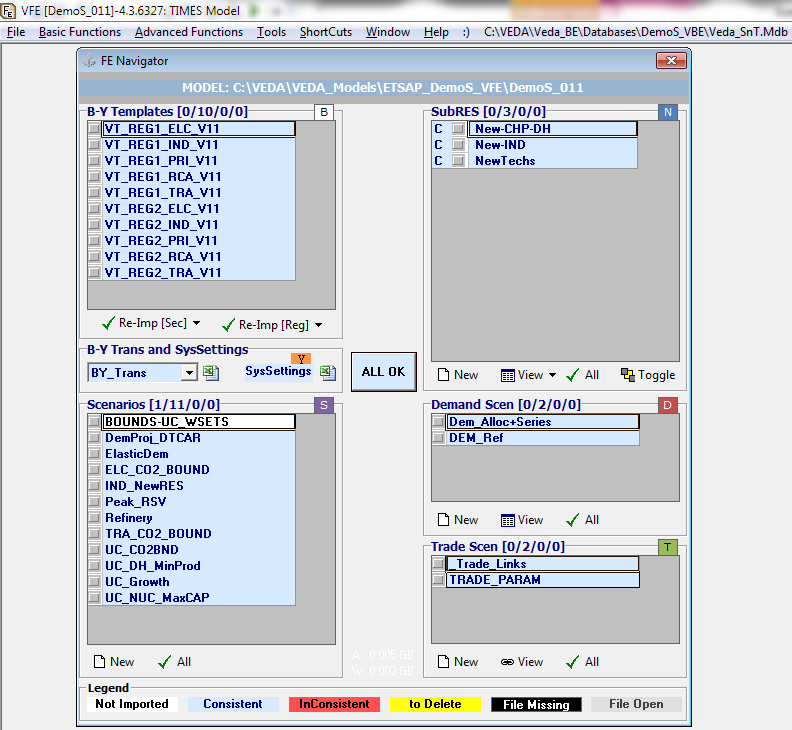 VFE [DemoS_011]-4.3.6327: TIMES Model
File Basic Functions Advanced Functions Tools ShortCuts Window Help :) C:\VEDA\Veda_BE\Databases\DemoS_VBE\Veda_SnT.Mdb
FE Navigator
MODEL: C:\VEDA\VEDA_Models\ETSAP_DemoS_VFE\DemoS_011
B-Y Templates [0/10/0/0] B
VT_REG1_ELC_V11
VT_REG1_IND_V11
VT_REG1_PRI_V11
VT_REG1_RCA_V11
VT_REG1_TRA_V11
VT_REG2_ELC_V11
VT_REG2_IND_V11
VT_REG2_PRI_V11
VT_REG2_RCA_V11
VT_REG2_TRA_V11
Re-Imp [Sec] Re-Imp [Reg]
B-Y Trans and SysSettings
Y
BY_Trans SysSettings
ALL OK
Scenarios [1/11/0/0] S
BOUNDS-UC_WSETS
DemProj_DTCAR
ElasticDem
ELC_CO2_BOUND
IND_NewRES
Peak_RSV
Refinery
TRA_CO2_BOUND
UC_CO2BND
UC_DH_MinProd
UC_Growth
UC_NUC_MaxCAP
New All
A: 0.005 GB
W: 0.003 GB
SubRES [0/3/0/0] N
C New-CHP-DH
C New-IND
C NewTechs
New View All Toggle
Demand Scen [0/2/0/0] D
Dem_Alloc+Series
DEM_Ref
New View All
Trade Scen [0/2/0/0] T
_Trade_Links
TRADE_PARAM
New View All
Legend
Not Imported Consistent InConsistent to Delete File Missing File Open